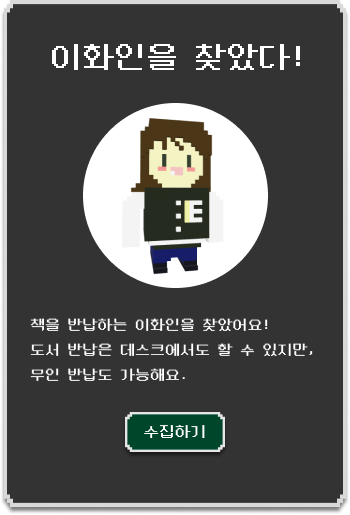 이화인을 찾았다!
E
책을 반납하는 이화인을 찾았어요!
도서 반납은 데스크에서도 할 수 있지만,
무인 반납도 가능해요.
수집하기